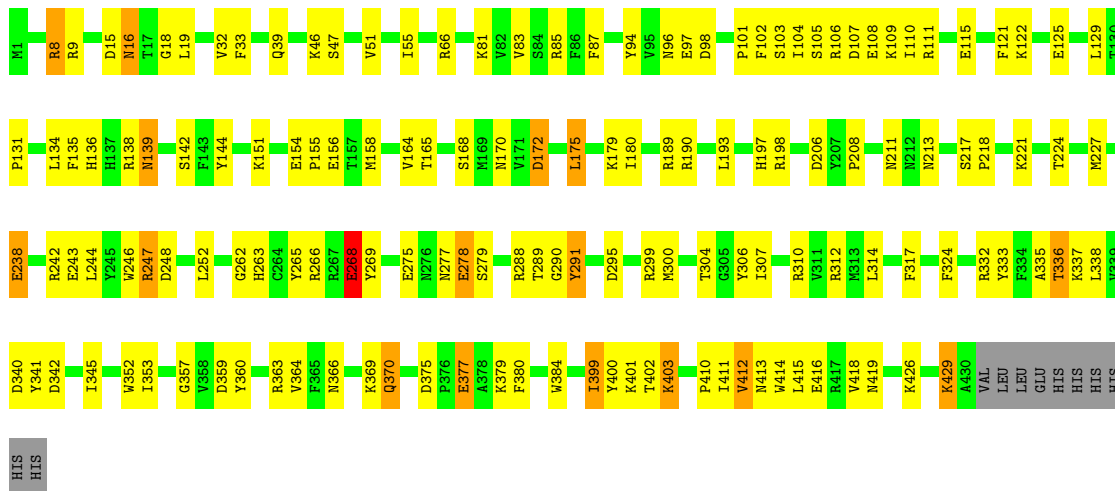 M1 R8 R9 D15 N16 T17 G18 L19 V32 F33 Q39 K46 S47 V51 I55 R66 K81 V82 V83 S84 R85 F86 F87 Y94 V95 N96 E97 D98 P101 F102 S103 I104 S105 R106 D107 E108 K109 I110 R111 E115 F121 K122 E125 L129 T130
P131 L134 F135 H136 H137 R138 N139 S142 F143 Y144 K151 E154 P155 E156 T157 M158 V164 T165 S168 M169 N170 V171 D172 L175 K179 I180 R189 R190 L193 H197 R198 D206 Y207 P208 N211 N212 N213 S217 P218 K221 T224 M227
E238 R242 E243 L244 Y245 W246 R247 D248 L252 G262 H263 C264 Y265 R266 R267 E268 Y269 E275 N276 N277 E278 S279 R288 T289 G290 Y291 D295 R299 M300 T304 G305 Y306 I307 R310 V311 R312 M313 L314 F317 F324 R332 Y333 F334 A335 T336 K337 L338 V339
D340 Y341 D342 I345 W352 I353 G357 V358 D359 Y360 R363 V364 F365 N366 K369 Q370 D375 P376 E377 A378 K379 F380 W384 I399 Y400 K401 T402 K403 P410 I411 V412 N413 W414 L415 E416 R417 V418 N419 K426 K429 A430 VAL LEU LEU GLU HIS HIS HIS HIS
HIS HIS